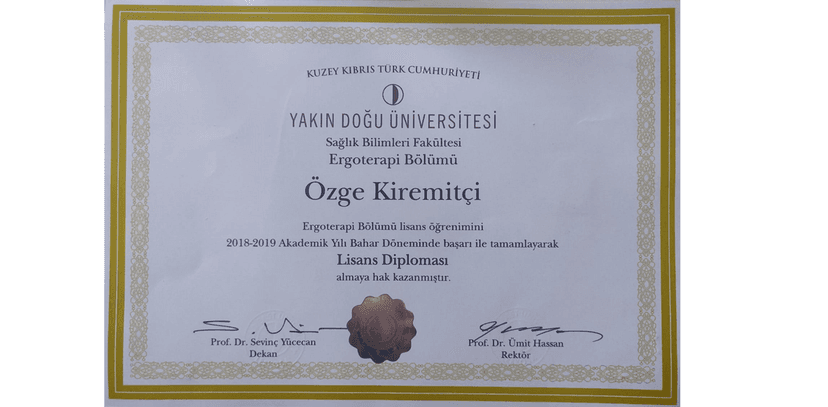 KUZEY KIBRIS TÜRK CUMHURİYETİ
YAKIN DOĞU ÜNİVERSİTESİ
Sağlık Bilimleri Fakültesi
Ergoterapi Bölümü
Özge Kiremitçi
Ergoterapi Bölümü lisans öğrenimini
2018-2019 Akademik Yılı Bahar Döneminde başarı ile tamamlayarak
Lisans Diploması
almaya hak kazanmıştır.
Prof. Dr. Sevinç Yücecan
Dekan
Prof. Dr. Ümit Hassan
Rektör